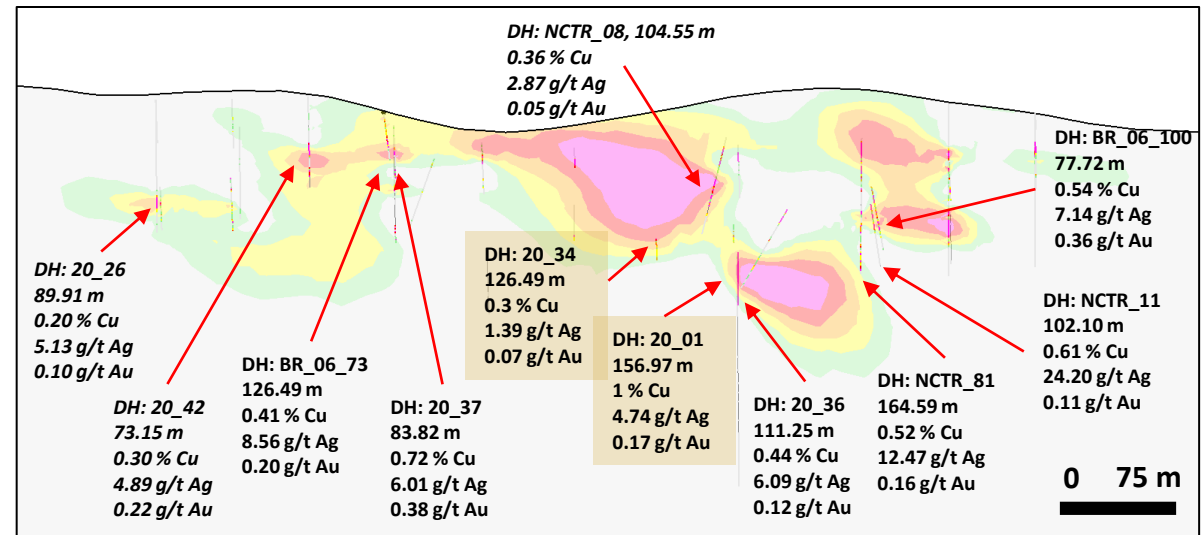 DH: NCTR_08, 104.55 m
0.36 % Cu
2.87 g/t Ag
0.05 g/t Au
DH: BR_06_100
77.72 m
0.54 % Cu
7.14 g/t Ag
0.36 g/t Au
DH: 20_26
89.91 m
0.20 % Cu
5.13 g/t Ag
0.10 g/t Au
DH: 20_42
73.15 m
0.30 % Cu
4.89 g/t Ag
0.22 g/t Au
DH: BR_06_73
126.49 m
0.41 % Cu
8.56 g/t Ag
0.20 g/t Au
DH: 20_37
83.82 m
0.72 % Cu
6.01 g/t Ag
0.38 g/t Au
DH: 20_34
126.49 m
0.3 % Cu
1.39 g/t Ag
0.07 g/t Au
DH: 20_01
156.97 m
1 % Cu
4.74 g/t Ag
0.17 g/t Au
DH: 20_36
111.25 m
0.44 % Cu
6.09 g/t Ag
0.12 g/t Au
DH: NCTR_81
164.59 m
0.52 % Cu
12.47 g/t Ag
0.16 g/t Au
DH: NCTR_11
102.10 m
0.61 % Cu
24.20 g/t Ag
0.11 g/t Au
0 75 m